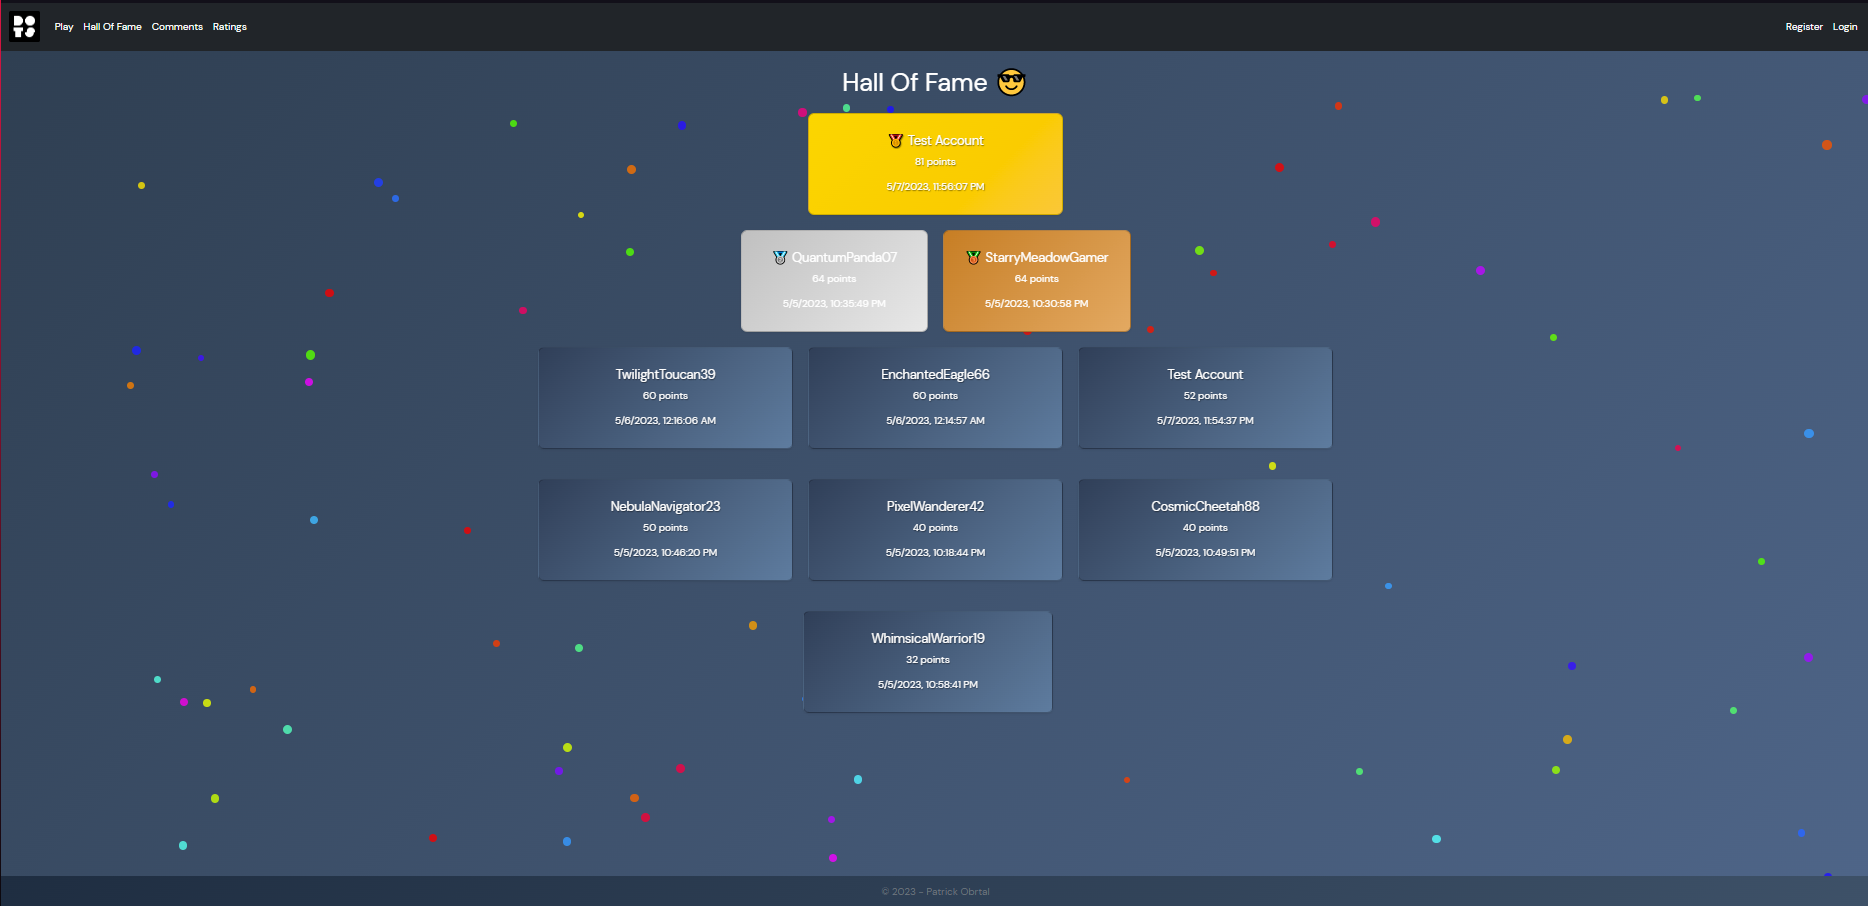 DOTS
Play Hall Of Fame Comments Ratings Register Login
Hall Of Fame 😎
🏅 Test Account
81 points
5/7/2023, 11:56:07 PM
🥈 QuantumPanda07
64 points
5/5/2023, 10:35:49 PM
🥉 StarryMeadowGamer
64 points
5/5/2023, 10:30:58 PM
TwilightToucan39
60 points
5/6/2023, 12:16:06 AM
EnchantedEagle66
60 points
5/6/2023, 12:14:57 AM
Test Account
52 points
5/7/2023, 11:54:37 PM
NebulaNavigator23
50 points
5/5/2023, 10:46:20 PM
PixelWanderer42
40 points
5/5/2023, 10:18:44 PM
CosmicCheetah88
40 points
5/5/2023, 10:49:51 PM
WhimsicalWarrior19
32 points
5/5/2023, 10:58:41 PM
© 2023 - Patrick Obrtal